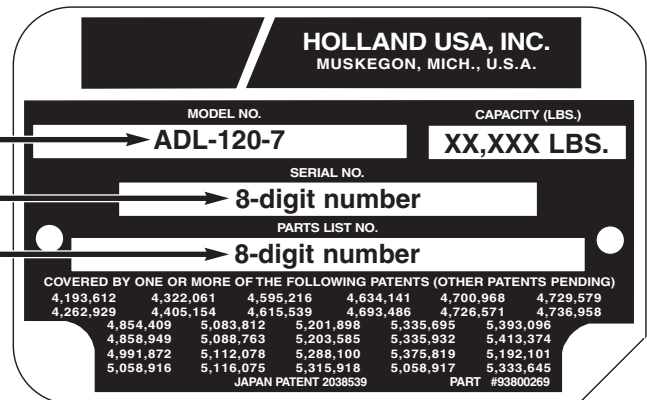 HOLLAND USA, INC.
MUSKEGON, MICH., U.S.A.
MODEL NO. CAPACITY (LBS.)
ADL-120-7 XX,XXX LBS.
SERIAL NO.
8-digit number
PARTS LIST NO.
8-digit number
COVERED BY ONE OR MORE OF THE FOLLOWING PATENTS (OTHER PATENTS PENDING)
4,193,612 4,322,061 4,595,216 4,634,141 4,700,968 4,729,579
4,262,929 4,405,154 4,615,539 4,693,486 4,726,571 4,736,958
4,854,409 5,083,812 5,201,898 5,335,695 5,393,096
4,858,949 5,088,763 5,203,585 5,335,932 5,413,374
4,991,872 5,112,078 5,288,100 5,375,819 5,192,101
5,058,916 5,116,075 5,315,918 5,058,917 5,333,645
JAPAN PATENT 2038539 PART #93800269